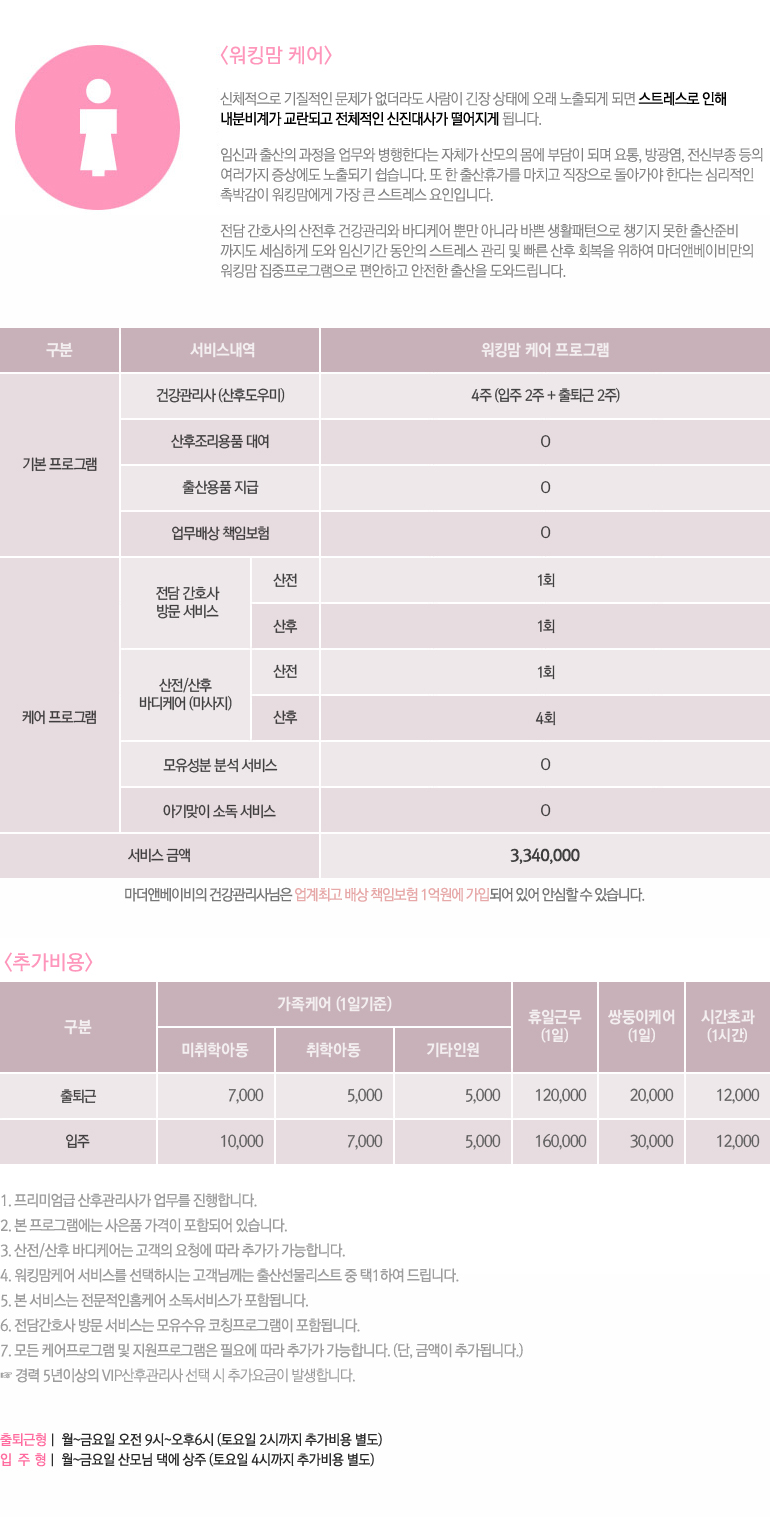 〈워킹맘 케어〉
신체적으로 기질적인 문제가 없더라도 사람이 긴장 상태에 오래 노출되게 되면 스트레스로 인해
내분비계가 교란되고 전체적인 신진대사가 떨어지게 됩니다.
임신과 출산의 과정을 업무와 병행한다는 자체가 산모의 몸에 부담이 되며 요통, 방광염, 전신부종 등의
여러가지 증상에도 노출되기 쉽습니다. 또 한 출산휴가를 마치고 직장으로 돌아가야 한다는 심리적인
촉박감이 워킹맘에게 가장 큰 스트레스 요인입니다.
전담 간호사의 산전후 건강관리와 바디케어 뿐만 아니라 바쁜 생활패턴으로 챙기지 못한 출산준비
까지도 세심하게 도와 임신기간 동안의 스트레스 관리 및 빠른 산후 회복을 위하여 마더앤베이비만의
워킹맘 집중프로그램으로 편안하고 안전한 출산을 도와드립니다.
구분 서비스내역 워킹맘 케어 프로그램
기본 프로그램
건강관리사 (산후도우미) 4주 (입주 2주 + 출퇴근 2주)
산후조리용품 대여 O
출산용품 지급 O
업무배상 책임보험 O
케어 프로그램
전담 간호사
방문 서비스
산전 1회
산후 1회
산전/산후
바디케어 (마사지)
산전 1회
산후 4회
모유성분 분석 서비스 O
아기맞이 소독 서비스 O
서비스 금액 3,340,000
마더앤베이비의 건강관리사님은 업계최고 배상 책임보험 1억원에 가입되어 있어 안심할 수 있습니다.
〈추가비용〉
구분 가족케어 (1일기준) 휴일근무 쌍둥이케어 시간초과
(1일) (1일) (1시간)
미취학아동 취학아동 기타인원
출퇴근 7,000 5,000 5,000 120,000 20,000 12,000
입주 10,000 7,000 5,000 160,000 30,000 12,000
1. 프리미엄급 산후관리사가 업무를 진행합니다.
2. 본 프로그램에는 사은품 가격이 포함되어 있습니다.
3. 산전/산후 바디케어는 고객의 요청에 따라 추가가 가능합니다.
4. 워킹맘케어 서비스를 선택하시는 고객님께는 출산선물리스트 중 택1하여 드립니다.
5. 본 서비스는 전문적인홈케어 소독서비스가 포함됩니다.
6. 전담간호사 방문 서비스는 모유수유 코칭프로그램이 포함됩니다.
7. 모든 케어프로그램 및 지원프로그램은 필요에 따라 추가가 가능합니다. (단, 금액이 추가됩니다.)
☞ 경력 5년이상의 VIP산후관리사 선택 시 추가요금이 발생합니다.
출퇴근형 | 월~금요일 오전 9시~오후6시 (토요일 2시까지 추가비용 별도)
입 주 형 | 월~금요일 산모님 댁에 상주 (토요일 4시까지 추가비용 별도)